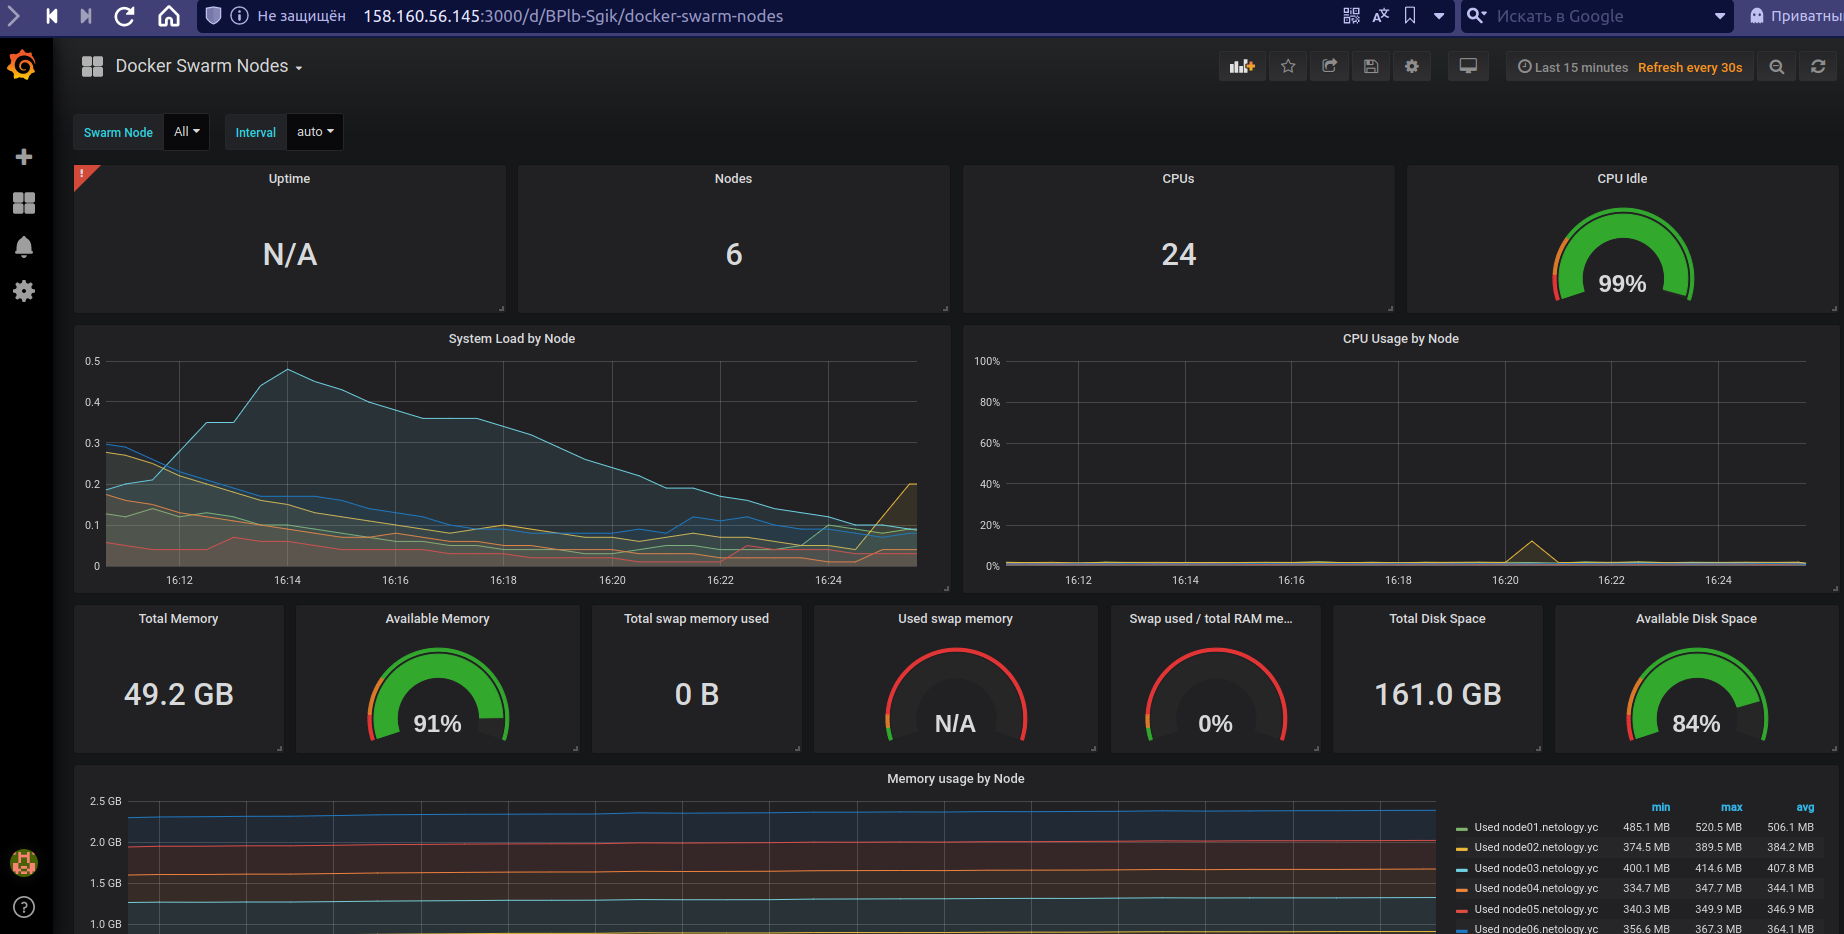 Не защищён 158.160.56.145:3000/d/BPlb-Sgik/docker-swarm-nodes Искать в Google Приватны
Docker Swarm Nodes Last 15 minutes Refresh every 30s
Swarm Node All Interval auto
!
Uptime Nodes CPUs CPU Idle
N/A 6 24 99%
System Load by Node CPU Usage by Node
0.5 100%
0.4 80%
0.3 60%
0.2 40%
0.1 20%
0 0%
16:12 16:14 16:16 16:18 16:20 16:22 16:24 16:12 16:14 16:16 16:18 16:20 16:22 16:24
Total Memory Available Memory Total swap memory used Used swap memory Swap used / total RAM me... Total Disk Space Available Disk Space
49.2 GB 91% 0 B N/A 0% 161.0 GB 84%
Memory usage by Node
2.5 GB
2.0 GB
1.5 GB
1.0 GB
min max avg
Used node01.netology.yc 485.1 MB 520.5 MB 506.1 MB
Used node02.netology.yc 374.5 MB 389.5 MB 384.2 MB
Used node03.netology.yc 400.1 MB 414.6 MB 407.8 MB
Used node04.netology.yc 334.7 MB 347.7 MB 344.1 MB
Used node05.netology.yc 340.3 MB 349.9 MB 346.9 MB
Used node06.netology.yc 356.6 MB 367.3 MB 364.1 MB
?